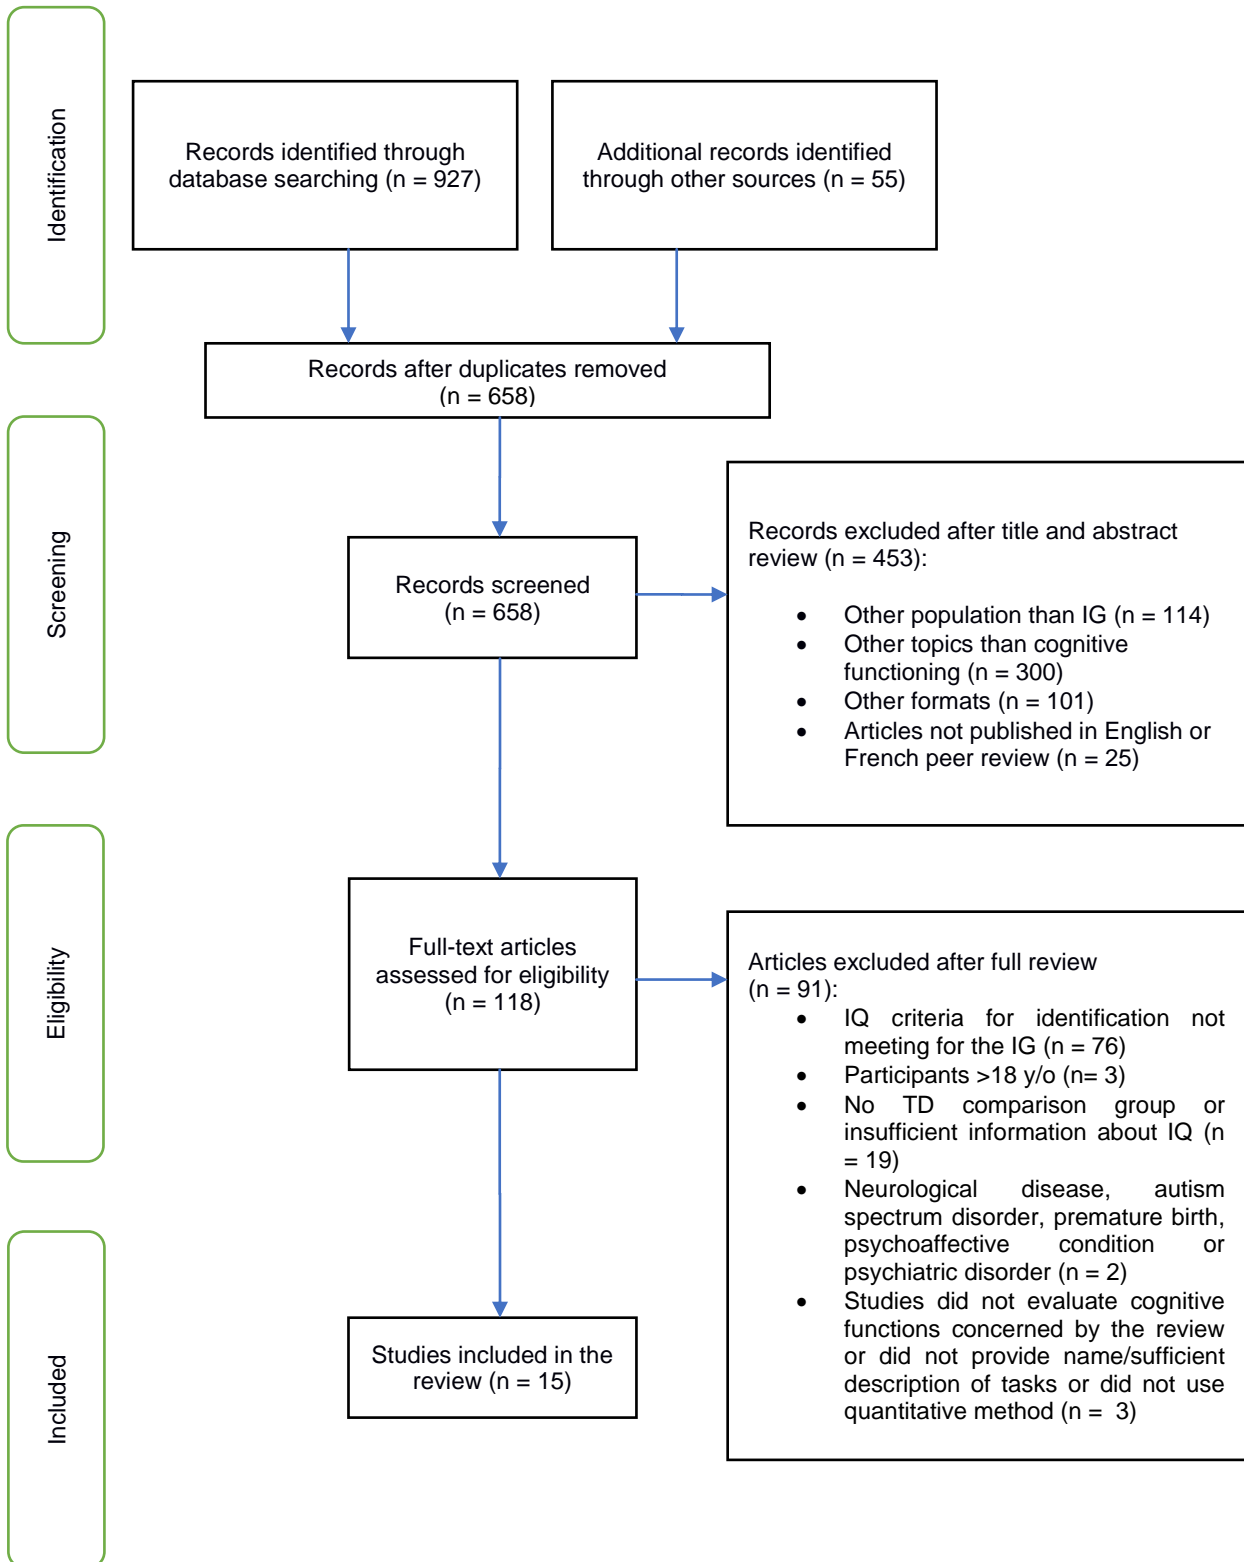 Identification
Records identified through
database searching (n = 927)
Additional records identified
through other sources (n = 55)
Records after duplicates removed
(n = 658)
Screening
Records screened
(n = 658)
Records excluded after title and abstract
review (n = 453):
• Other population than IG (n = 114)
• Other topics than cognitive
functioning (n = 300)
• Other formats (n = 101)
• Articles not published in English or
French peer review (n = 25)
Eligibility
Full-text articles
assessed for eligibility
(n = 118)
Articles excluded after full review
(n = 91):
• IQ criteria for identification not
meeting for the IG (n = 76)
• Participants >18 y/o (n= 3)
• No TD comparison group or
insufficient information about IQ (n
= 19)
• Neurological disease, autism
spectrum disorder, premature birth,
psychoaffective condition or
psychiatric disorder (n = 2)
• Studies did not evaluate cognitive
functions concerned by the review
or did not provide name/sufficient
description of tasks or did not use
quantitative method (n = 3)
Included
Studies included in the
review (n = 15)